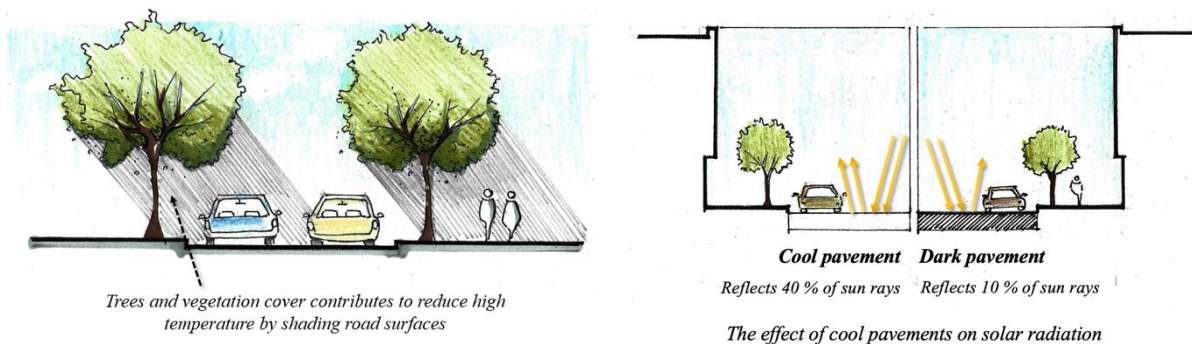 Trees and vegetation cover contributes to reduce high
temperature by shading road surfaces
Cool pavement
Reflects 40 % of sun rays
Dark pavement
Reflects 10 % of sun rays
The effect of cool pavements on solar radiation